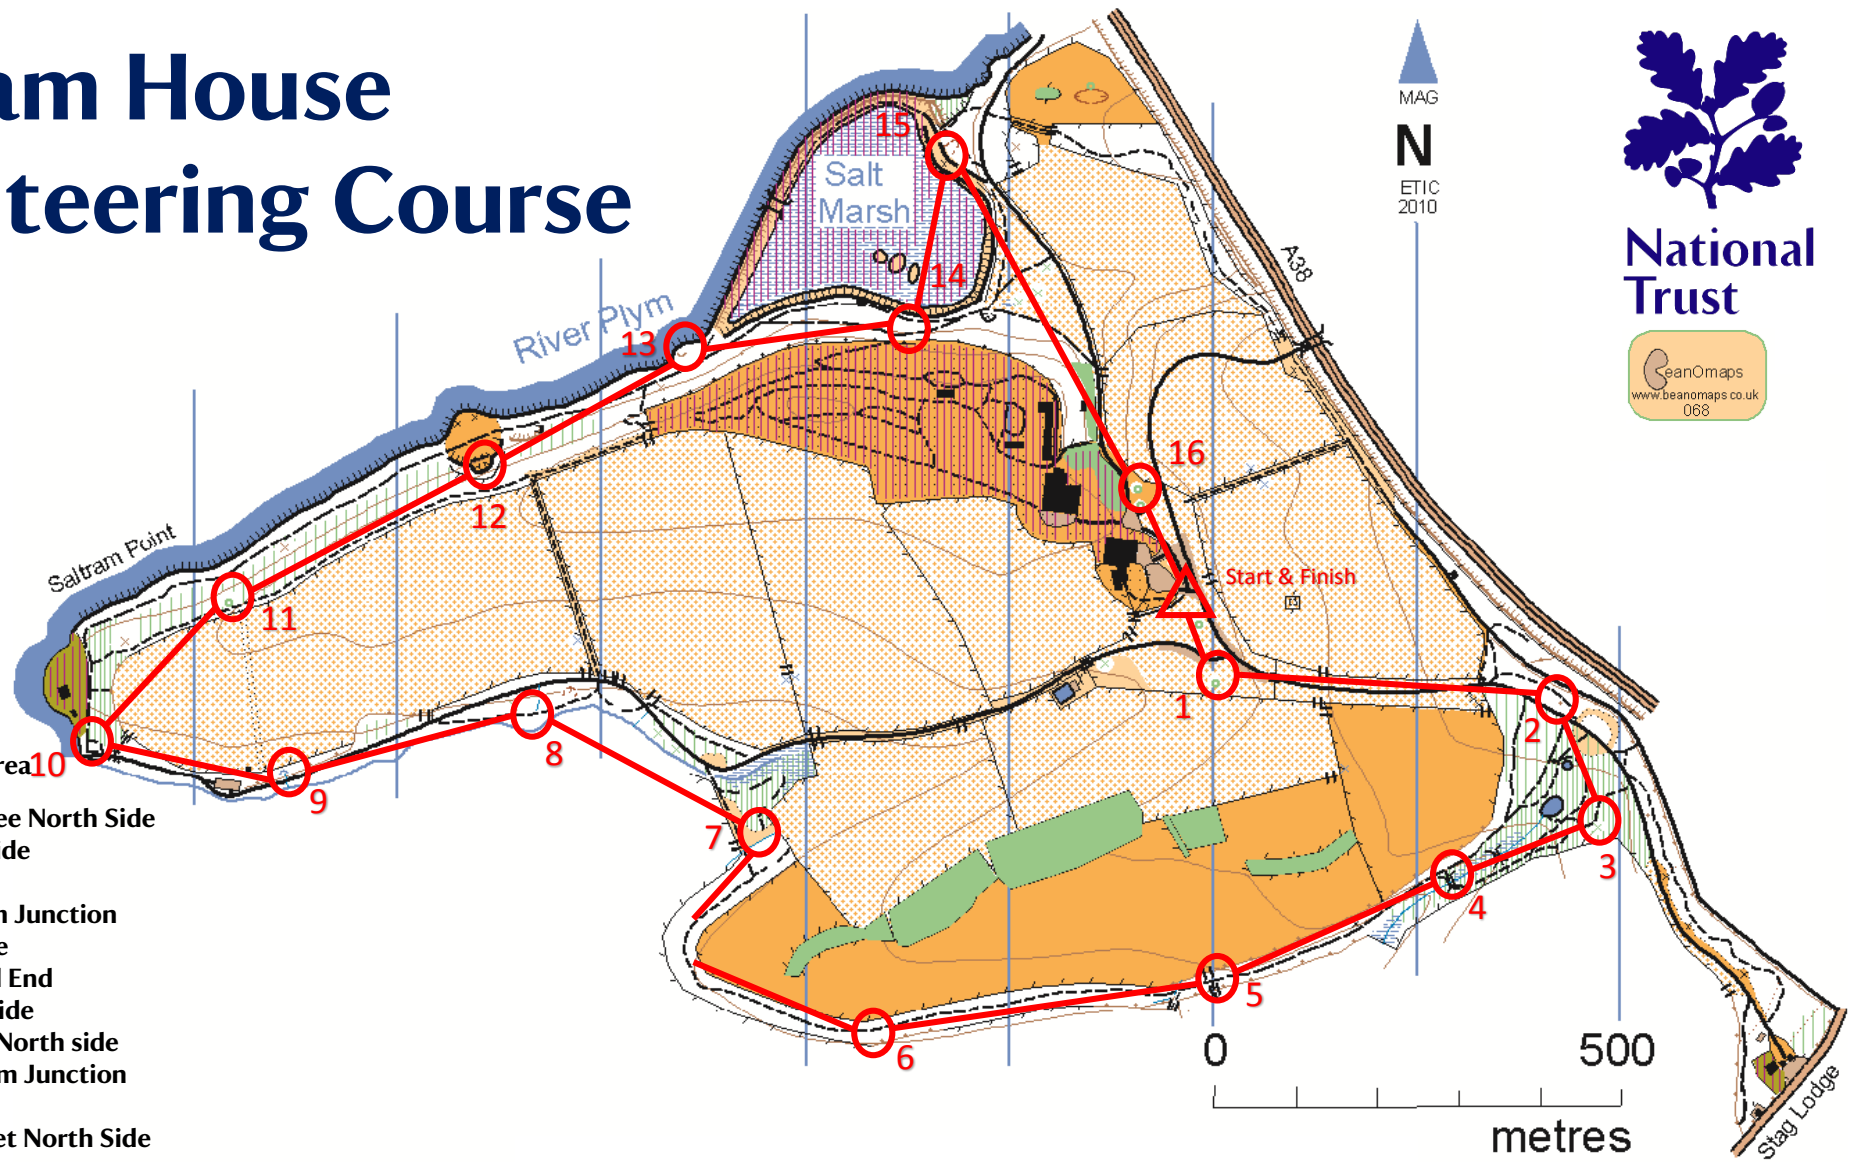 am House
teering Course
15
Salt
Marsh
14
River Plym
13
MAG
N
ETIC
2010
A38
National
Trust
eanOmaps
www.beanomaps.co.uk
068
16
12
Saltram Point
11
Start & Finish
1
2
10
9
8
7
3
4
5
6
rea
ee North Side
ide
n Junction
e
l End
ide
North side
m Junction
et North Side
0 500
metres
Stag Lodge